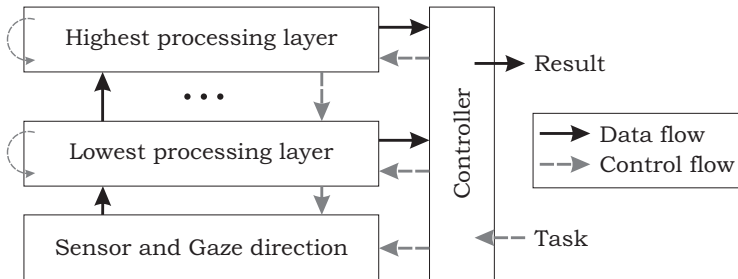 Highest processing layer
• • •
Lowest processing layer
Sensor and Gaze direction
Controller
Result
Data flow
Control flow
Task